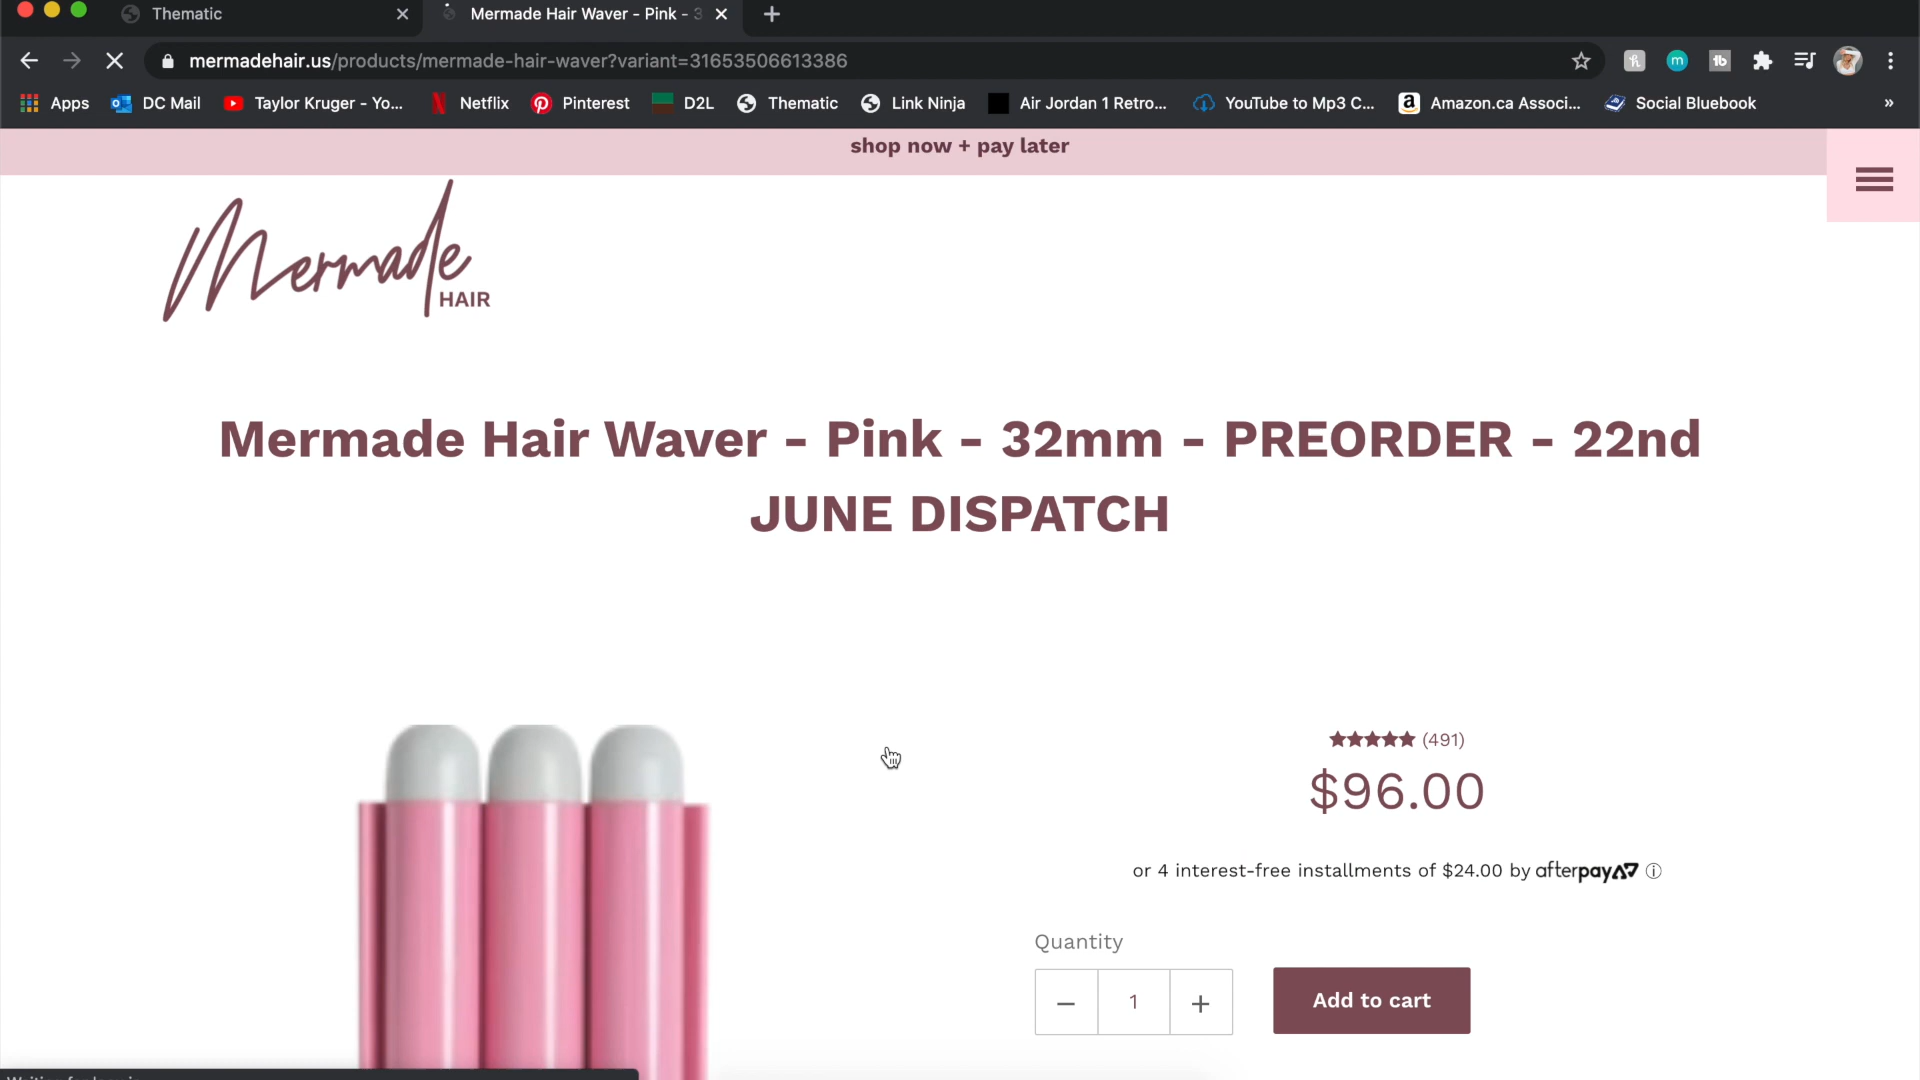 Thematic
Mermade Hair Waver - Pink - 3
mermadehair.us/products/mermade-hair-waver?variant=31653506613386
Apps DC Mail Taylor Kruger - Yo... Netflix Pinterest D2L Thematic Link Ninja Air Jordan 1 Retro... YouTube to Mp3 C... Amazon.ca Associ... Social Bluebook »
shop now + pay later
Mermade
HAIR
Mermade Hair Waver - Pink - 32mm - PREORDER - 22nd
JUNE DISPATCH
★★★★★ (491)
$96.00
or 4 interest-free installments of $24.00 by afterpay
Quantity
− 1 +
Add to cart